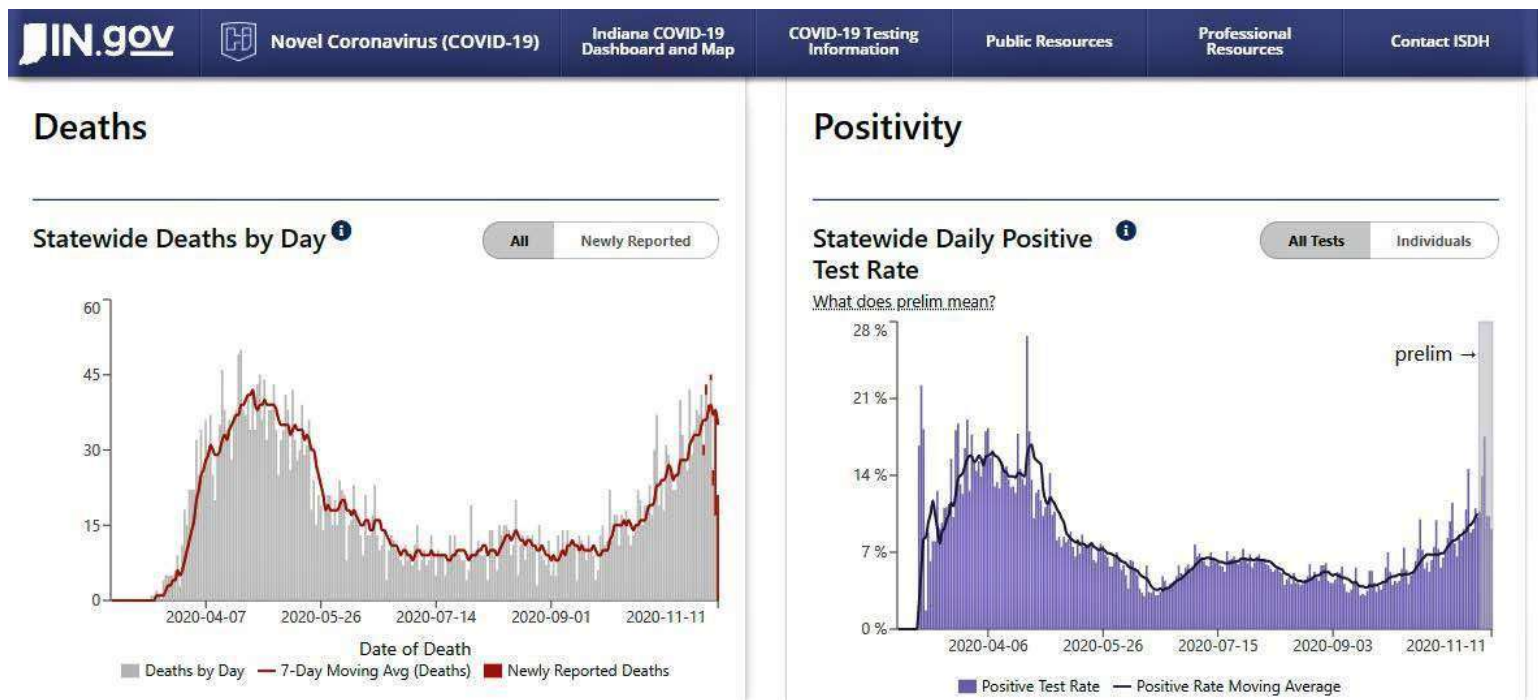 IN.gov
Novel Coronavirus (COVID-19)
Indiana COVID-19
Dashboard and Map
COVID-19 Testing
Information
Public Resources
Professional
Resources
Contact ISDH
Deaths
Statewide Deaths by Day
All
Newly Reported
60
45
30
15
0
2020-04-07
2020-05-26
2020-07-14
2020-09-01
2020-11-11
Date of Death
Deaths by Day
7-Day Moving Avg (Deaths)
Newly Reported Deaths
Positivity
Statewide Daily Positive
Test Rate
All Tests
Individuals
What does prelim mean?
28 %
prelim →
21 %
14 %
7 %
0 %
2020-04-06
2020-05-26
2020-07-15
2020-09-03
2020-11-11
Positive Test Rate
Positive Rate Moving Average